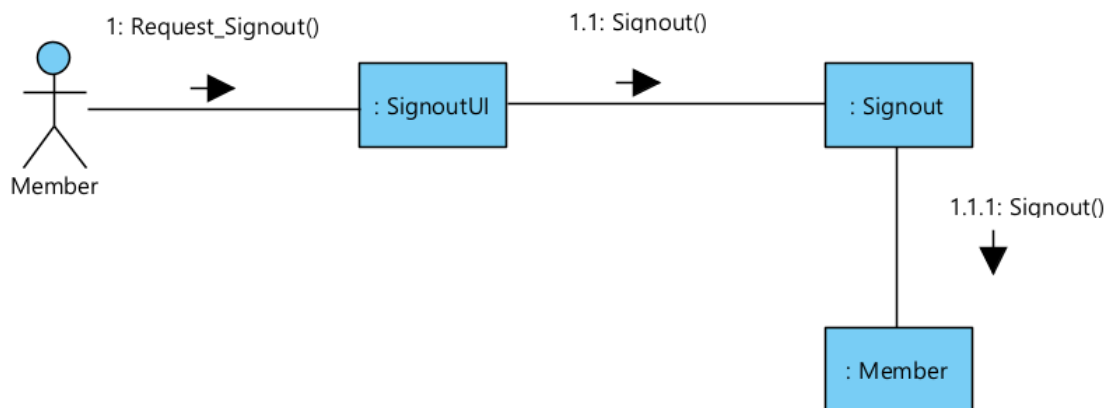 1: Request_Signout()
1.1: Signout()
: SignoutUI
: Signout
Member
1.1.1: Signout()
: Member